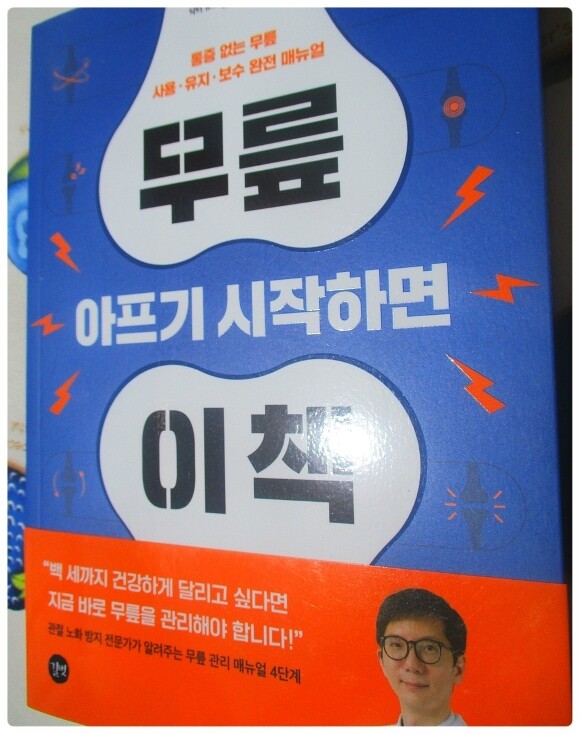 통증 없는 무릎
사용·유지·보수 완전 매뉴얼
무릎
아프기 시작하면
이 책
“백 세까지 건강하게 달리고 싶다면
지금 바로 무릎을 관리해야 합니다!”
관절 노화 방지 전문가가 알려주는 무릎 관리 매뉴얼 4단계
길벗